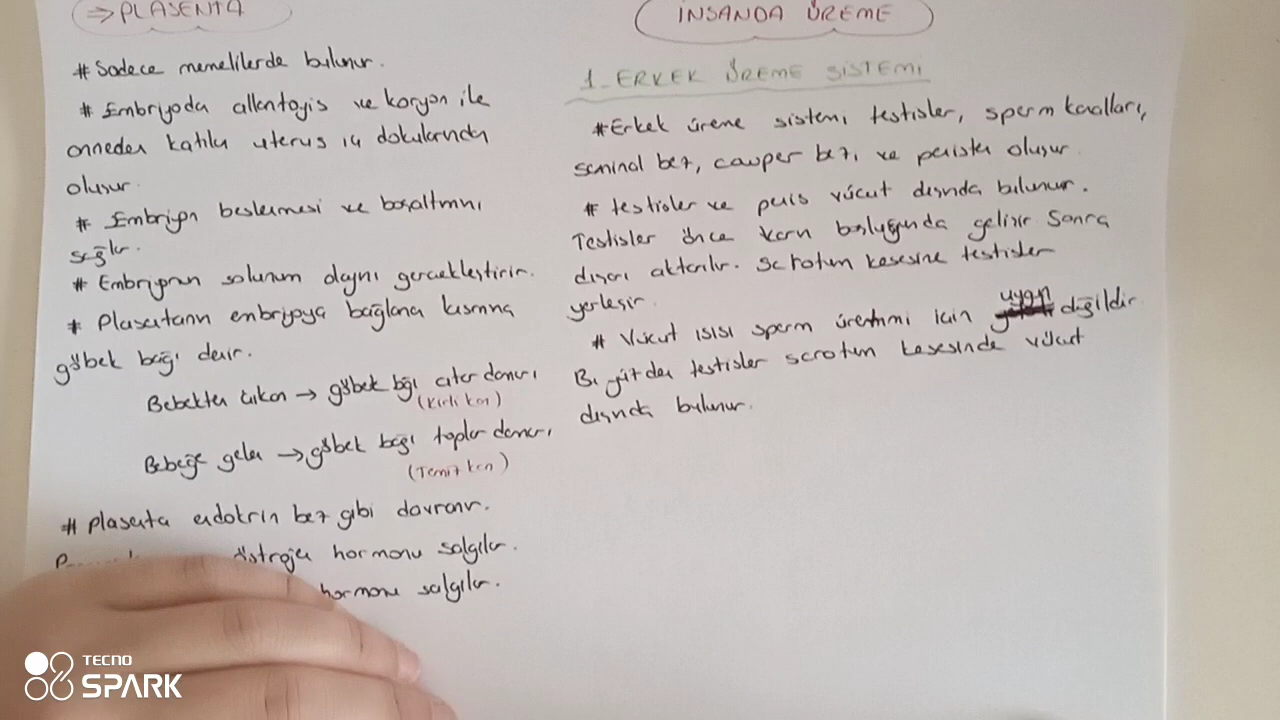 ⇒ PLASENTA
# Sadece memelilerde bulunur.
# Embriyoda allantoyis ve koryon ile
anneden katılan uterus iç dokularından
oluşur.
# Embriyon beslenmesi ve boşaltımını
sağlar.
# Embriyonun solunum olayını gerçekleştirir.
# Plasentanın embriyoya bağlanan kısmına
göbek bağı denir.
Bebekten çıkan → göbek bağı atar damarı
(Kirli kan)
Bebeğe gelen → göbek bağı toplar damarı
(Temiz kan)
# Plasenta endokrin bez gibi davranır.
östrojen hormonu salgılar.
hormonu salgılar.
İNSANDA ÜREME
1- ERKEK ÜREME SİSTEMİ
# Erkek üreme sistemi testisler, sperm kanalları,
seminal bez, cowper bezi ve penisten oluşur.
# testisler ve penis vücut dışında bulunur.
Testisler önce karın boşluğunda gelişir sonra
dışarı aktarılır. Scrotum kesesine testisler
yerleşir.
# Vücut ısısı sperm üretimi için uygun değildir.
Bu yüzden testisler scrotum kesesinde vücut
dışında bulunur.
TECNO
SPARK